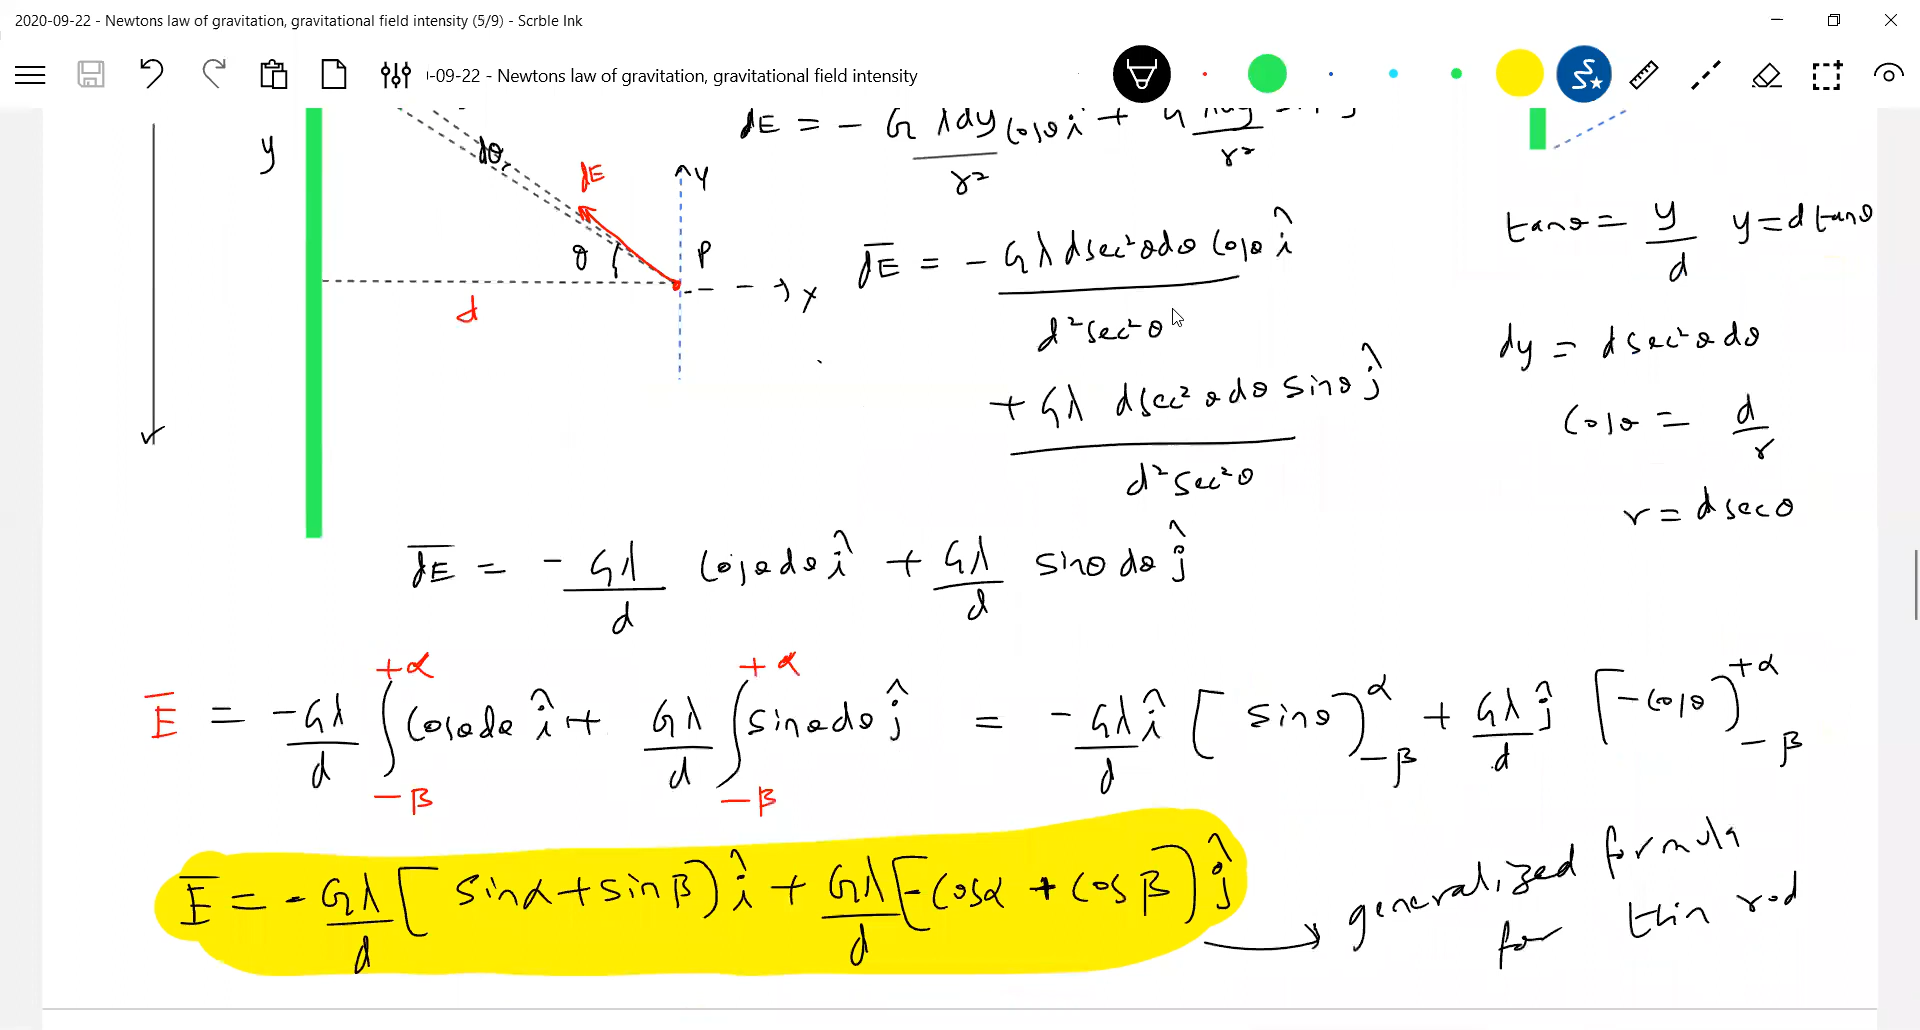 2020-09-22 - Newtons law of gravitation, gravitational field intensity (5/9) - Scrble Ink
I-09-22 - Newtons law of gravitation, gravitational field intensity
dE = - G λdy/r² cosθ i +
y
dθ
dE
Y
θ
P
X
d
tanθ = y/d y = d tanθ
dE = - Gλ d sec²θ dθ cosθ î / d² sec²θ
dy = d sec²θ dθ
+ Gλ d sec²θ dθ sinθ ĵ / d² sec²θ
cosθ = d/r
r = d secθ
dE = - Gλ/d cosθ dθ î + Gλ/d sinθ dθ ĵ
E = -Gλ/d ∫_{-β}^{+α} cosθ dθ î + Gλ/d ∫_{-β}^{+α} sinθ dθ ĵ = - Gλ/d î [sinθ]_{-β}^{α} + Gλ/d ĵ [-cosθ]_{-β}^{+α}
E = - Gλ/d [sinα + sinβ] î + Gλ/d [-cosα + cosβ] ĵ
generalized formula
for thin rod